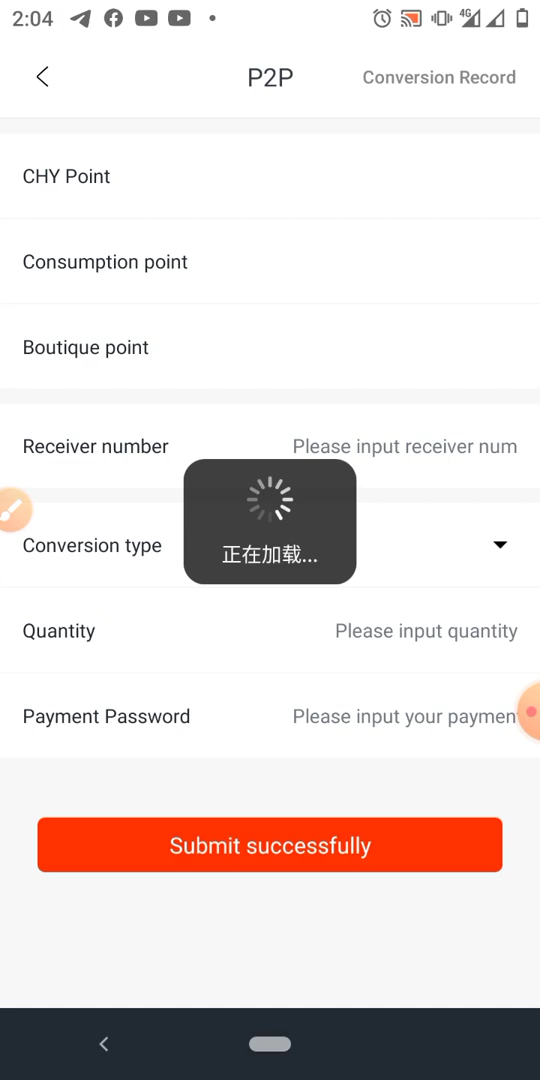 2:04
4G
P2P
Conversion Record
CHY Point
Consumption point
Boutique point
Receiver number
Please input receiver num
正在加载...
Conversion type
Quantity
Please input quantity
Payment Password
Please input your paymen
Submit successfully